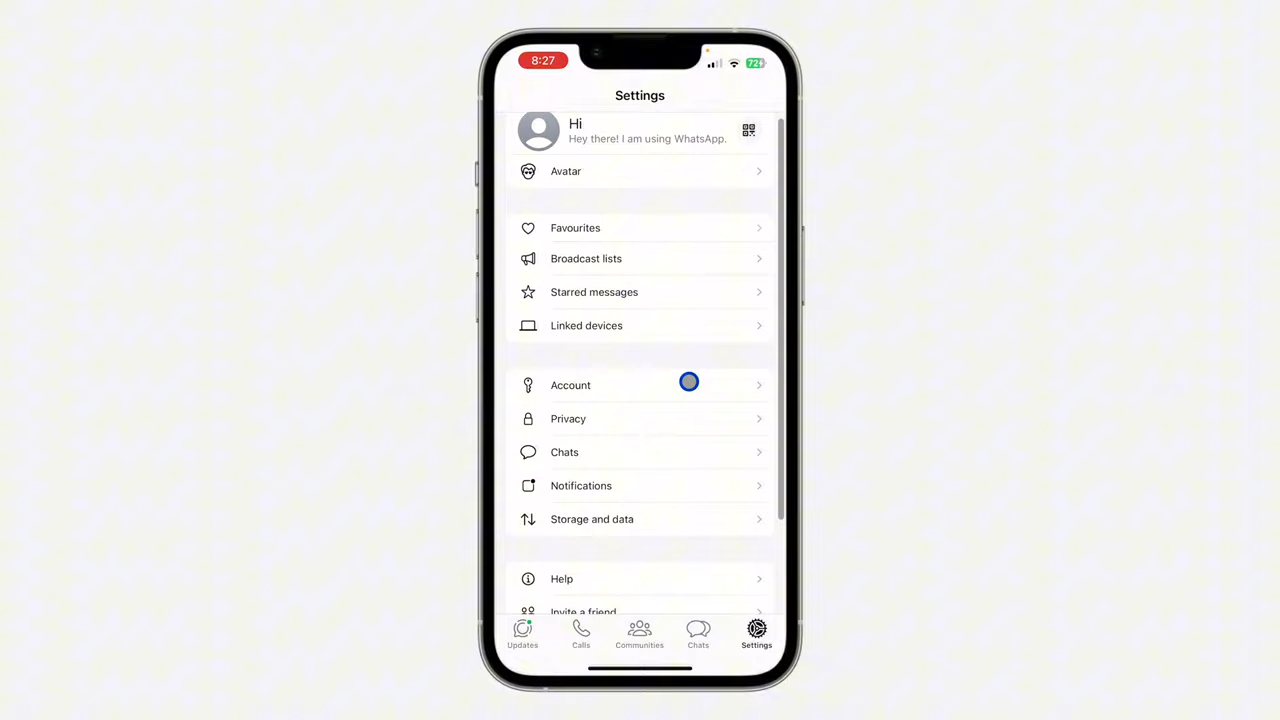 8:27
72
Settings
Hi
Hey there! I am using WhatsApp.
Avatar
Favourites
Broadcast lists
Starred messages
Linked devices
Account
Privacy
Chats
Notifications
Storage and data
Help
Invite a friend
Updates
Calls
Communities
Chats
Settings